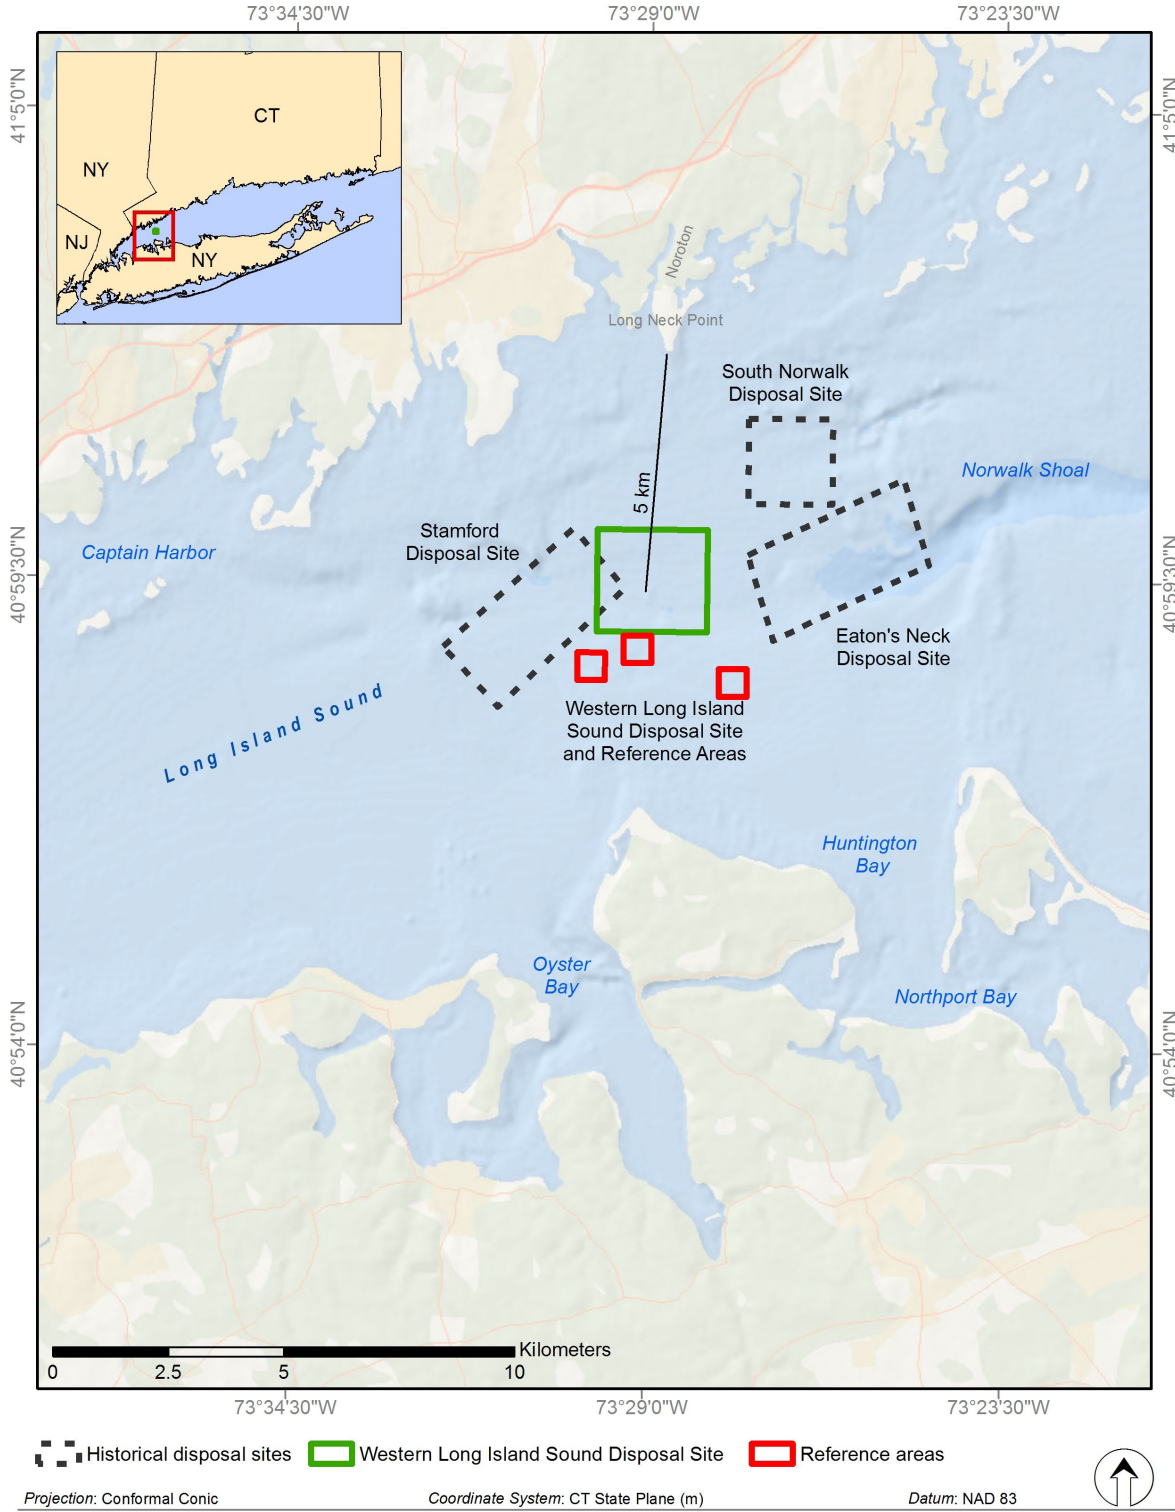 73°34'30"W
73°29'0"W
73°23'30"W
41°5'0"N
41°5'0"N
CT
NY
NJ
NY
Noroton
Long Neck Point
South Norwalk
Disposal Site
Norwalk Shoal
5 km
Stamford
Disposal Site
Captain Harbor
40°59'30"N
40°59'30"N
Eaton's Neck
Disposal Site
Long Island Sound
Western Long Island
Sound Disposal Site
and Reference Areas
Huntington
Bay
Oyster
Bay
Northport Bay
40°54'0"N
40°54'0"N
Kilometers
0
2.5
5
10
73°34'30"W
73°29'0"W
73°23'30"W
Historical disposal sites
Western Long Island Sound Disposal Site
Reference areas
Projection: Conformal Conic
Coordinate System: CT State Plane (m)
Datum: NAD 83